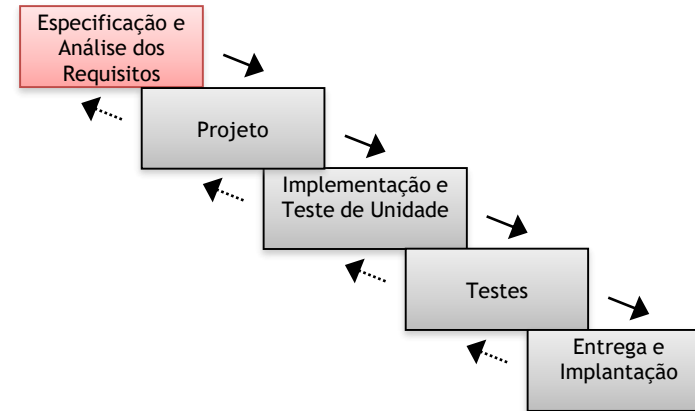 Especificação e
Análise dos
Requisitos
Projeto
Implementação e
Teste de Unidade
Testes
Entrega e
Implantação